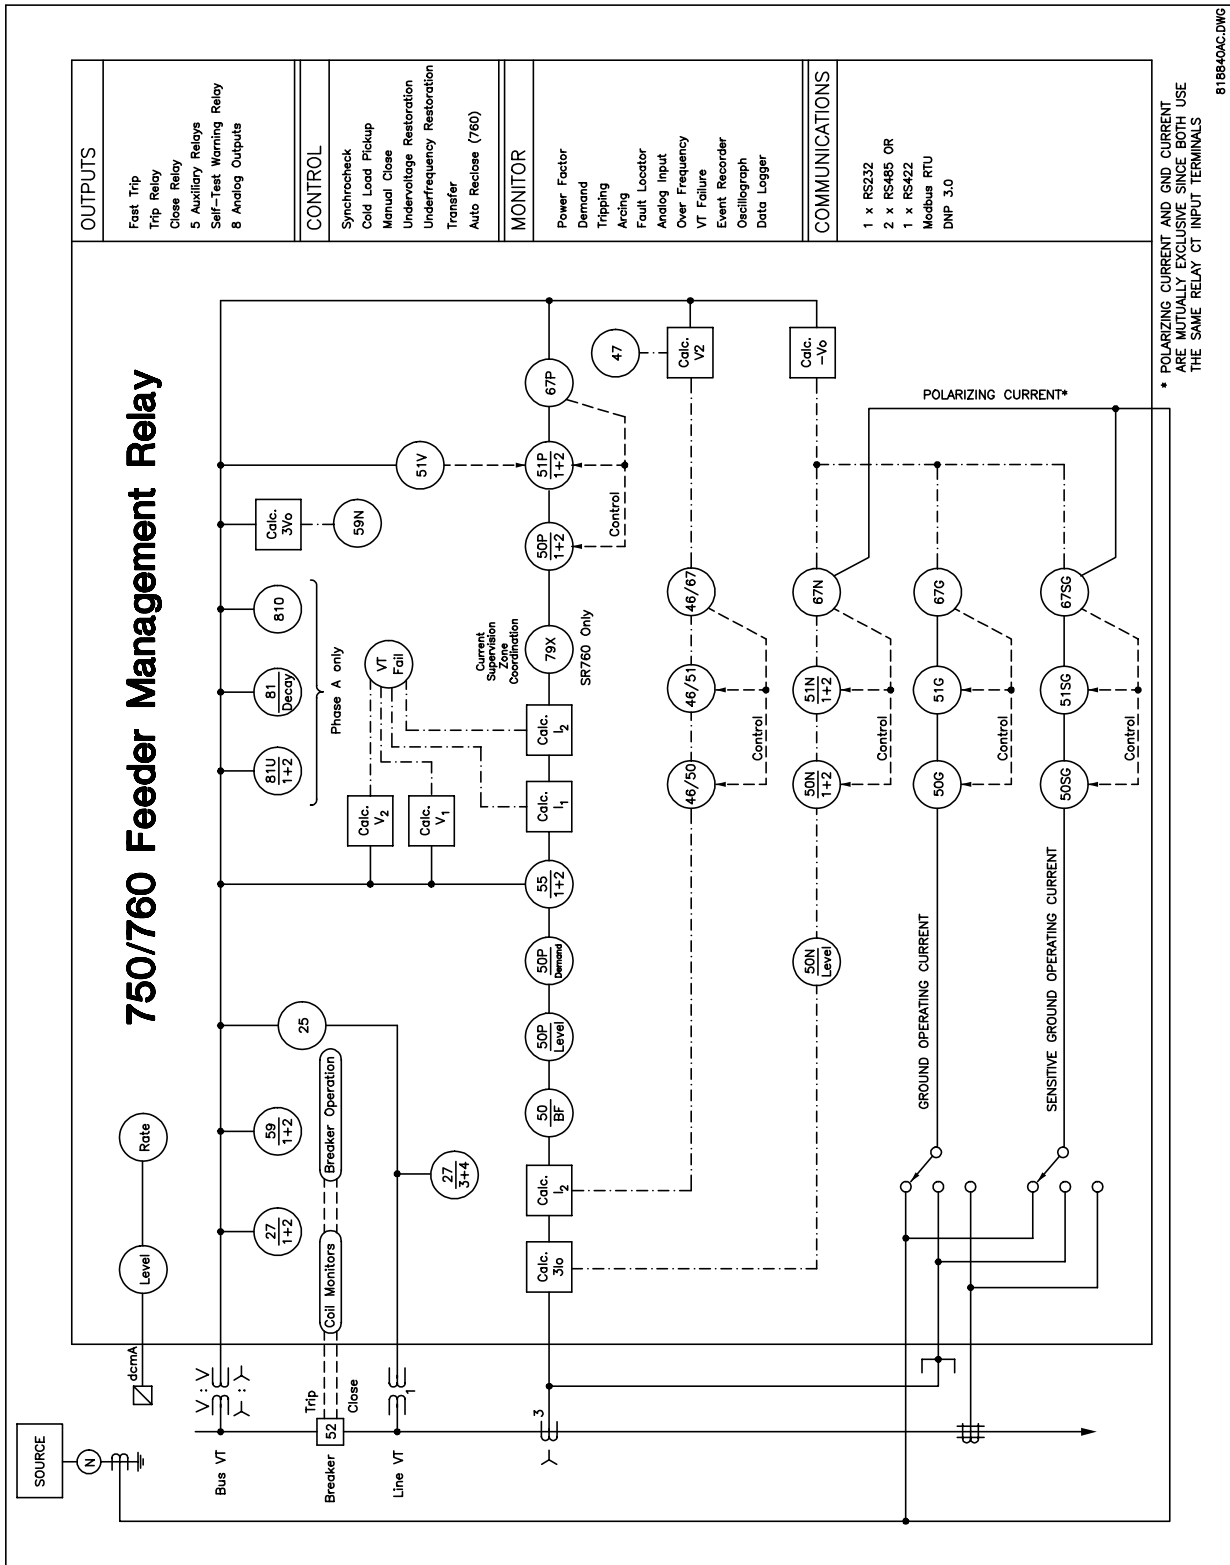 750/760 Feeder Management Relay
SOURCE
N
dcmA
Level
Rate
Bus VT
V:V
Y:Y
27
1+2
59
1+2
25
81U
1+2
81
Decay
81O
Phase A only
Calc.
3Vo
59N
51V
Breaker
52
Trip
Close
Coil Monitors
Breaker Operation
Line VT
1
27
3+4
Calc.
V2
Calc.
V1
VT
Fail
3
Calc.
3Io
Calc.
I2
50
BF
50P
Level
50P
Demand
55
1+2
Calc.
I1
Calc.
I2
Current
Supervision
Zone
Coordination
79X
SR760 Only
50P
1+2
51P
1+2
67P
Control
46/50
46/51
46/67
Control
47
Calc.
V2
50N
Level
50N
1+2
51N
1+2
67N
Control
Calc.
-Vo
POLARIZING CURRENT*
GROUND OPERATING CURRENT
50G
51G
67G
Control
SENSITIVE GROUND OPERATING CURRENT
50SG
51SG
67SG
Control
OUTPUTS
Fast Trip
Trip Relay
Close Relay
5 Auxiliary Relays
Self-Test Warning Relay
8 Analog Outputs
CONTROL
Synchrocheck
Cold Load Pickup
Manual Close
Undervoltage Restoration
Underfrequency Restoration
Transfer
Auto Reclose (760)
MONITOR
Power Factor
Demand
Tripping
Arcing
Fault Locator
Analog Input
Over Frequency
VT Failure
Event Recorder
Oscillograph
Data Logger
COMMUNICATIONS
1 x RS232
2 x RS485 OR
1 x RS422
Modbus RTU
DNP 3.0
* POLARIZING CURRENT AND GND CURRENT
ARE MUTUALLY EXCLUSIVE SINCE BOTH USE
THE SAME RELAY CT INPUT TERMINALS
818840AC.DWG